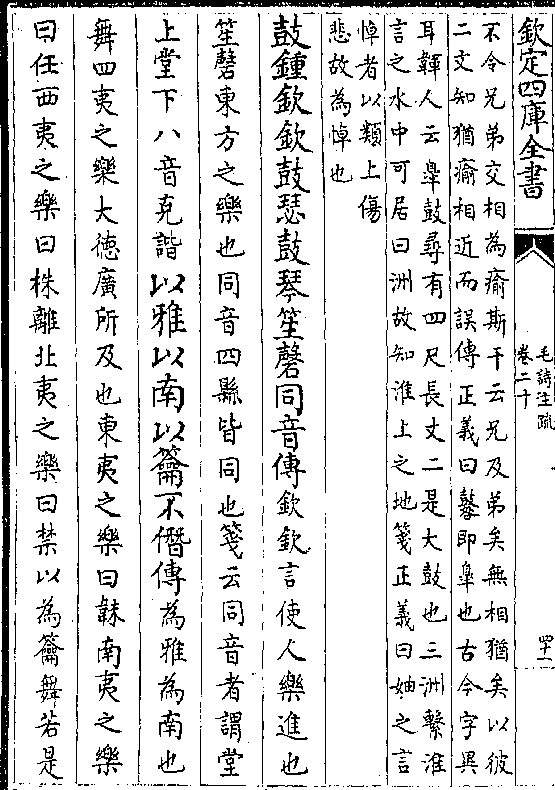 欽定四庫全書
毛詩注疏
卷二十
四十一
不令兄弟交相為瘉斯干云兄及弟矣無相猶矣以彼
二文知猶瘉相近而誤傳正義曰鼛即臯也古今字異
耳韗人云臯鼓尋有四尺長丈二是大鼓也三洲繫淮
言之水中可居曰洲故知淮上之地箋正義曰妯之言
悼者以類上傷
悲故為悼也
鼓鍾欽欽鼓瑟鼓琴笙磬同音傳欽欽言使人樂進也
笙磬東方之樂也同音四縣皆同也箋云同音者謂堂
上堂下八音克諧以雅以南以籥不僭傳為雅為南也
舞四夷之樂大德廣所及也東夷之樂曰韎南夷之樂
曰任西夷之樂曰株離北夷之樂曰禁以為籥舞若是